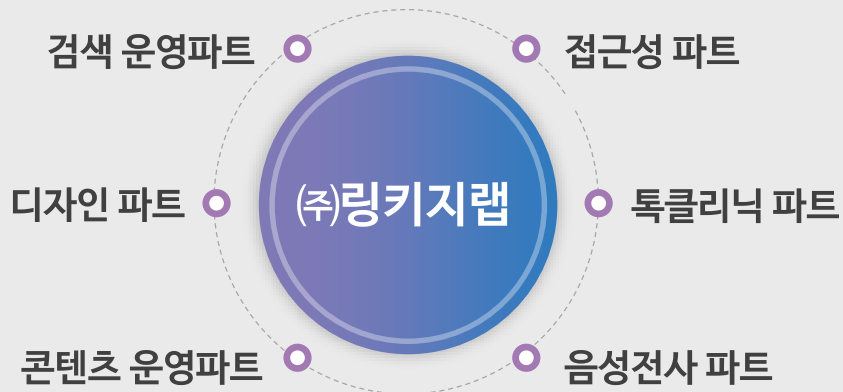 검색 운영파트
접근성 파트
디자인 파트
㈜링키지랩
톡클리닉 파트
콘텐츠 운영파트
음성전사 파트